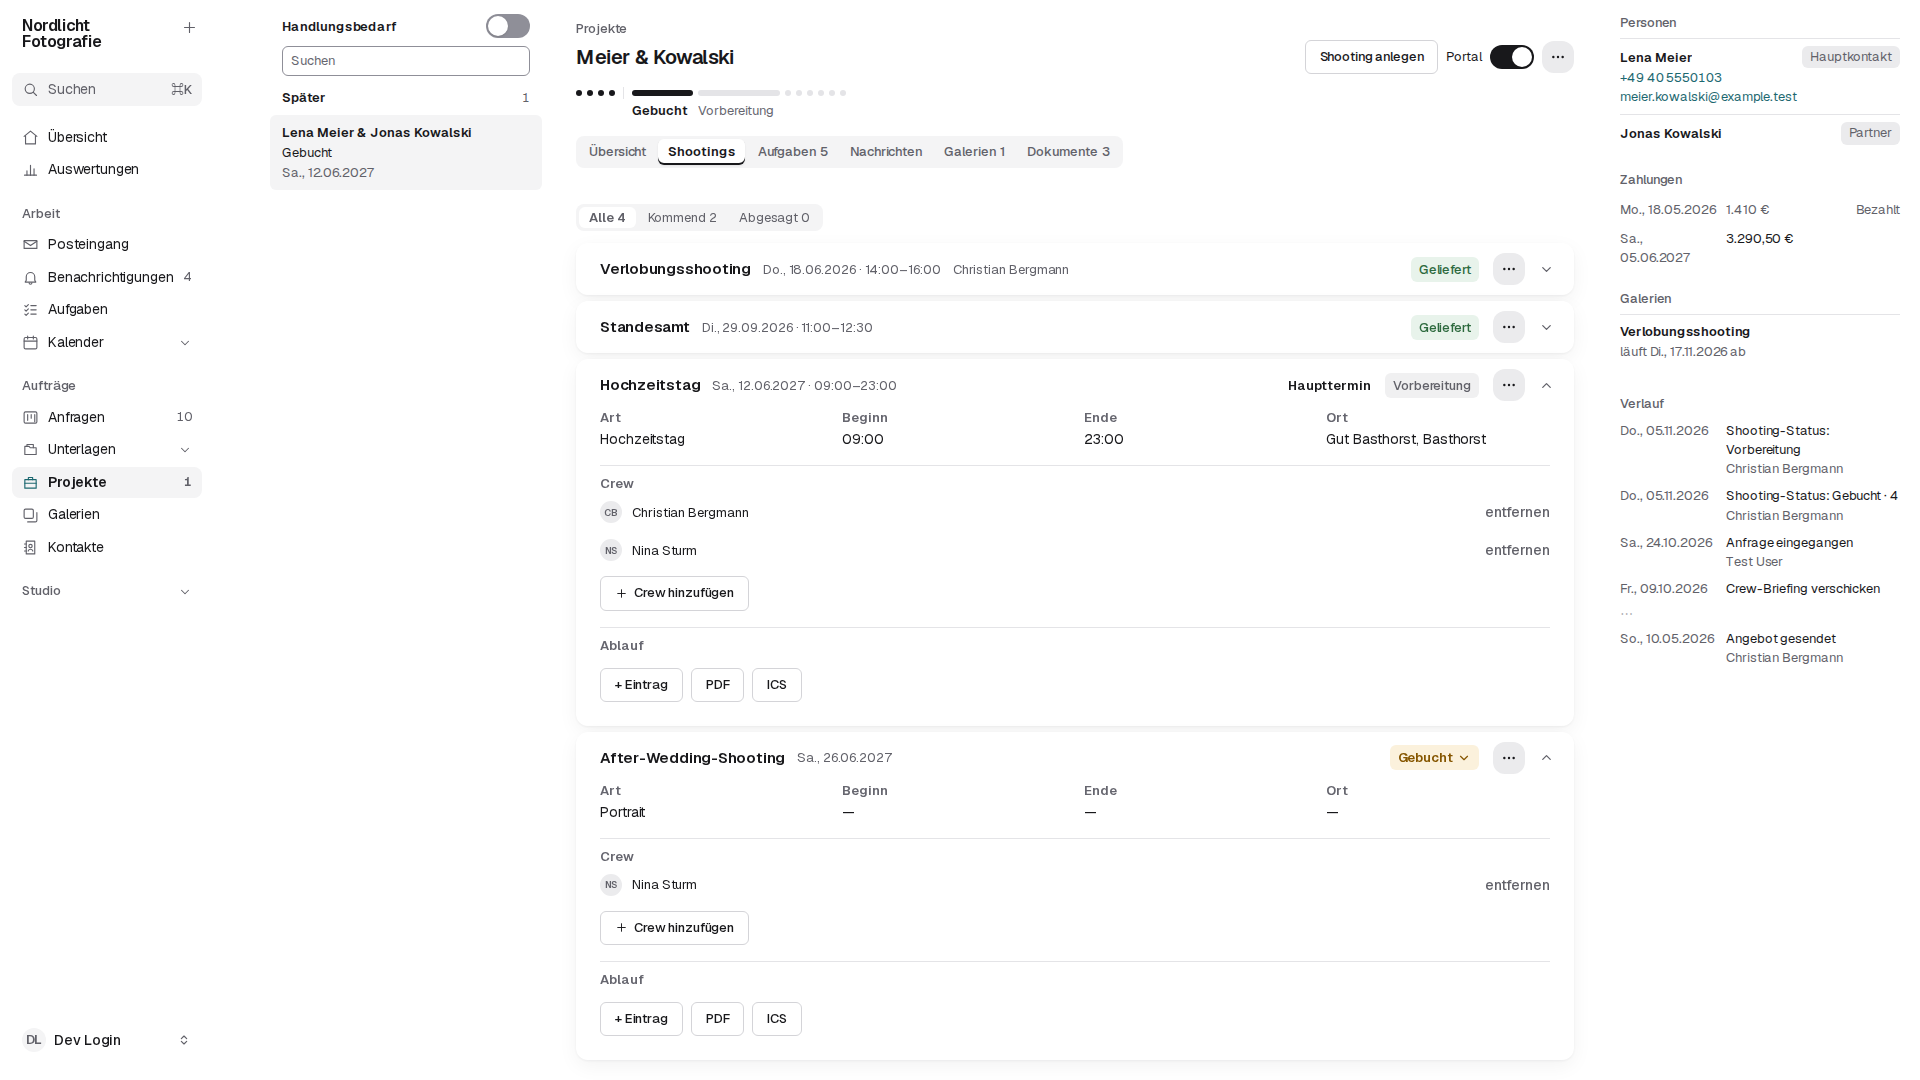 Nordlicht
Fotografie
Suchen ⌘K
Übersicht
Auswertungen
Arbeit
Posteingang
Benachrichtigungen 4
Aufgaben
Kalender
Aufträge
Anfragen 10
Unterlagen
Projekte 1
Galerien
Kontakte
Studio
DL Dev Login
Handlungsbedarf
Suchen
Später 1
Lena Meier & Jonas Kowalski
Gebucht
Sa., 12.06.2027
Projekte
Meier & Kowalski
Shooting anlegen Portal
Gebucht Vorbereitung
Übersicht Shootings Aufgaben 5 Nachrichten Galerien 1 Dokumente 3
Alle 4 Kommend 2 Abgesagt 0
Verlobungsshooting Do., 18.06.2026 · 14:00–16:00 Christian Bergmann Geliefert
Standesamt Di., 29.09.2026 · 11:00–12:30 Geliefert
Hochzeitstag Sa., 12.06.2027 · 09:00–23:00 Haupttermin Vorbereitung
Art Beginn Ende Ort
Hochzeitstag 09:00 23:00 Gut Basthorst, Basthorst
Crew
CB Christian Bergmann entfernen
NS Nina Sturm entfernen
+ Crew hinzufügen
Ablauf
+ Eintrag PDF ICS
After-Wedding-Shooting Sa., 26.06.2027 Gebucht
Art Beginn Ende Ort
Portrait — — —
Crew
NS Nina Sturm entfernen
+ Crew hinzufügen
Ablauf
+ Eintrag PDF ICS
Personen
Lena Meier Hauptkontakt
+49 40 5550103
meier.kowalski@example.test
Jonas Kowalski Partner
Zahlungen
Mo., 18.05.2026 1.410 € Bezahlt
Sa., 05.06.2027 3.290,50 €
Galerien
Verlobungsshooting
läuft Di., 17.11.2026 ab
Verlauf
Do., 05.11.2026 Shooting-Status: Vorbereitung
Christian Bergmann
Do., 05.11.2026 Shooting-Status: Gebucht · 4
Christian Bergmann
Sa., 24.10.2026 Anfrage eingegangen
Test User
Fr., 09.10.2026 Crew-Briefing verschicken
…
So., 10.05.2026 Angebot gesendet
Christian Bergmann